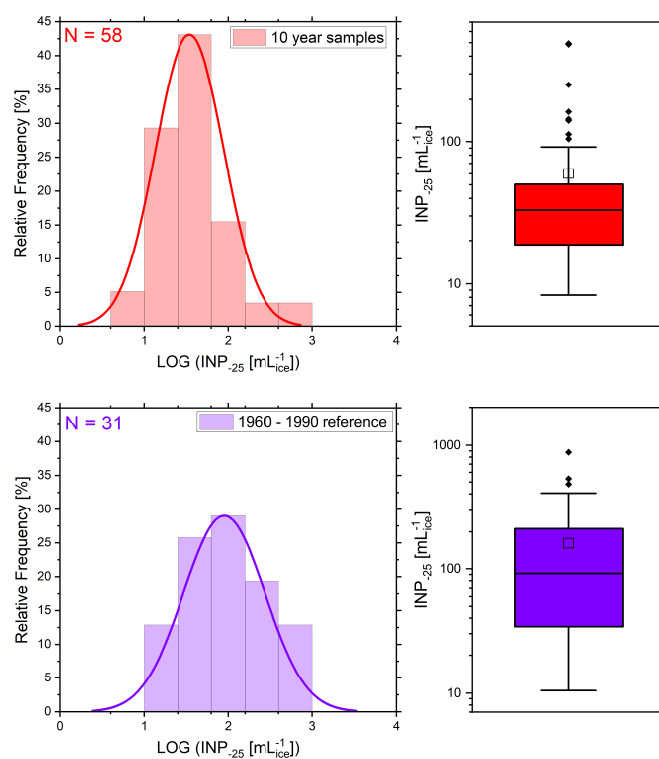 N = 58
10 year samples
Relative Frequency [%]
45
40
35
30
25
20
15
10
5
0
0 1 2 3 4
LOG (INP-25 [mL-1ice])
INP-25 [mL-1ice]
100
10
N = 31
1960 - 1990 reference
Relative Frequency [%]
45
40
35
30
25
20
15
10
5
0
0 1 2 3 4
LOG (INP-25 [mL-1ice])
INP-25 [mL-1ice]
1000
100
10